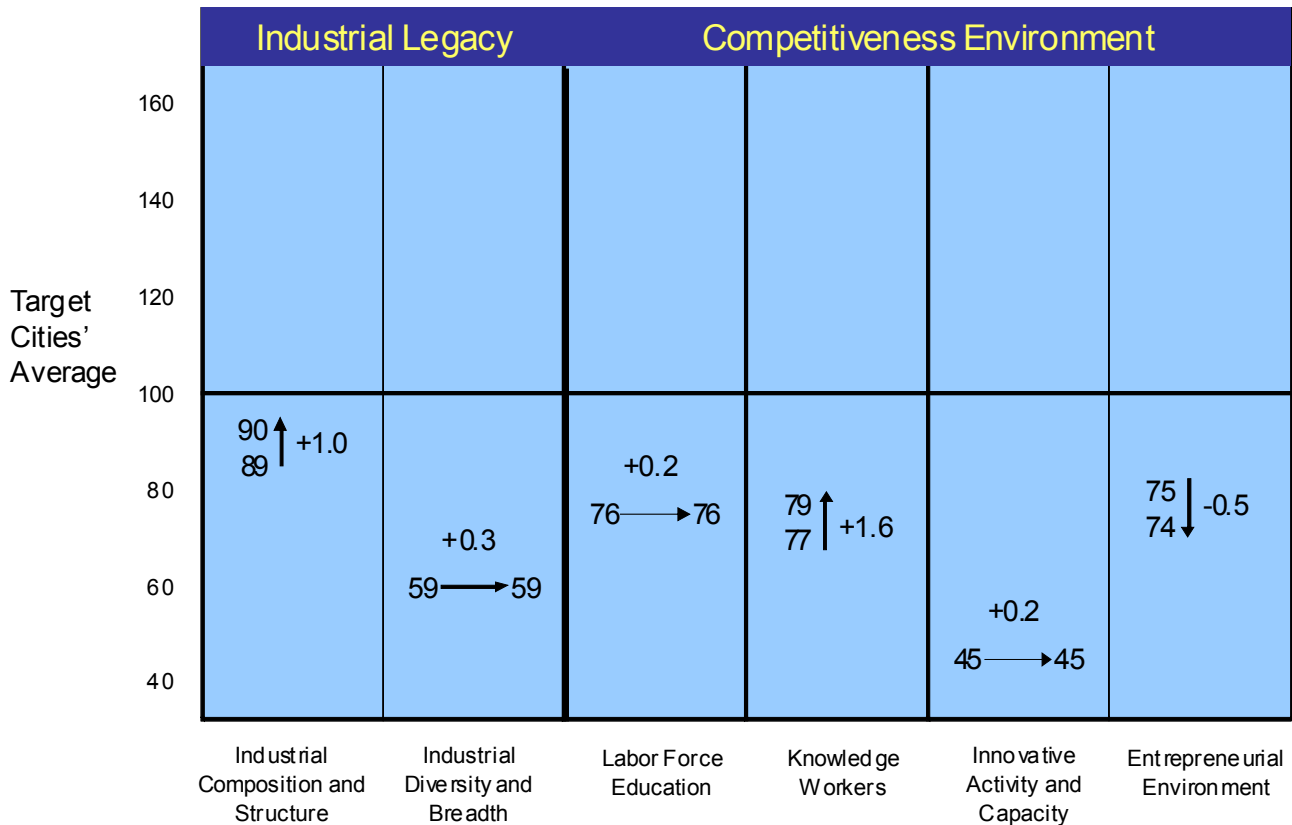 Industrial Legacy
Competitiveness Environment
160
140
120
Target
Cities’
Average
100
80
60
40
90
89
+1.0
+0.3
59
59
+0.2
76
76
79
77
+1.6
+0.2
45
45
75
74
-0.5
Industrial
Composition and
Structure
Industrial
Diversity and
Breadth
Labor Force
Education
Knowledge
Workers
Innovative
Activity and
Capacity
Entrepreneurial
Environment